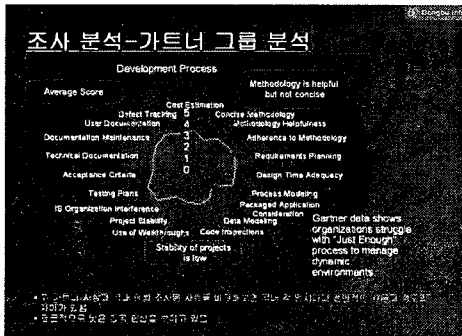 Dongbu Inf
조사 분석-가트너 그룹 분석
Development Process
Methodology is helpful
but not concise
Average Score
Cost Estimation
Defect Tracking 5 Concise Methodology
User Documentation 4 Methodology Helpfulness
Documentation Maintenance 3 Adherence to Methodology
2
Technical Documentation 1 Requirements Planning
0
Acceptance Criteria Design Time Adequacy
Testing Plans Process Modeling
IS Organization Interference Packaged Application
Consideration
Project Stability Data Modeling
Use of Walkthroughs Code Inspections
Stability of projects
is low
Gartner data shows
organizations struggle
with "Just Enough"
process to manage
dynamic
environments